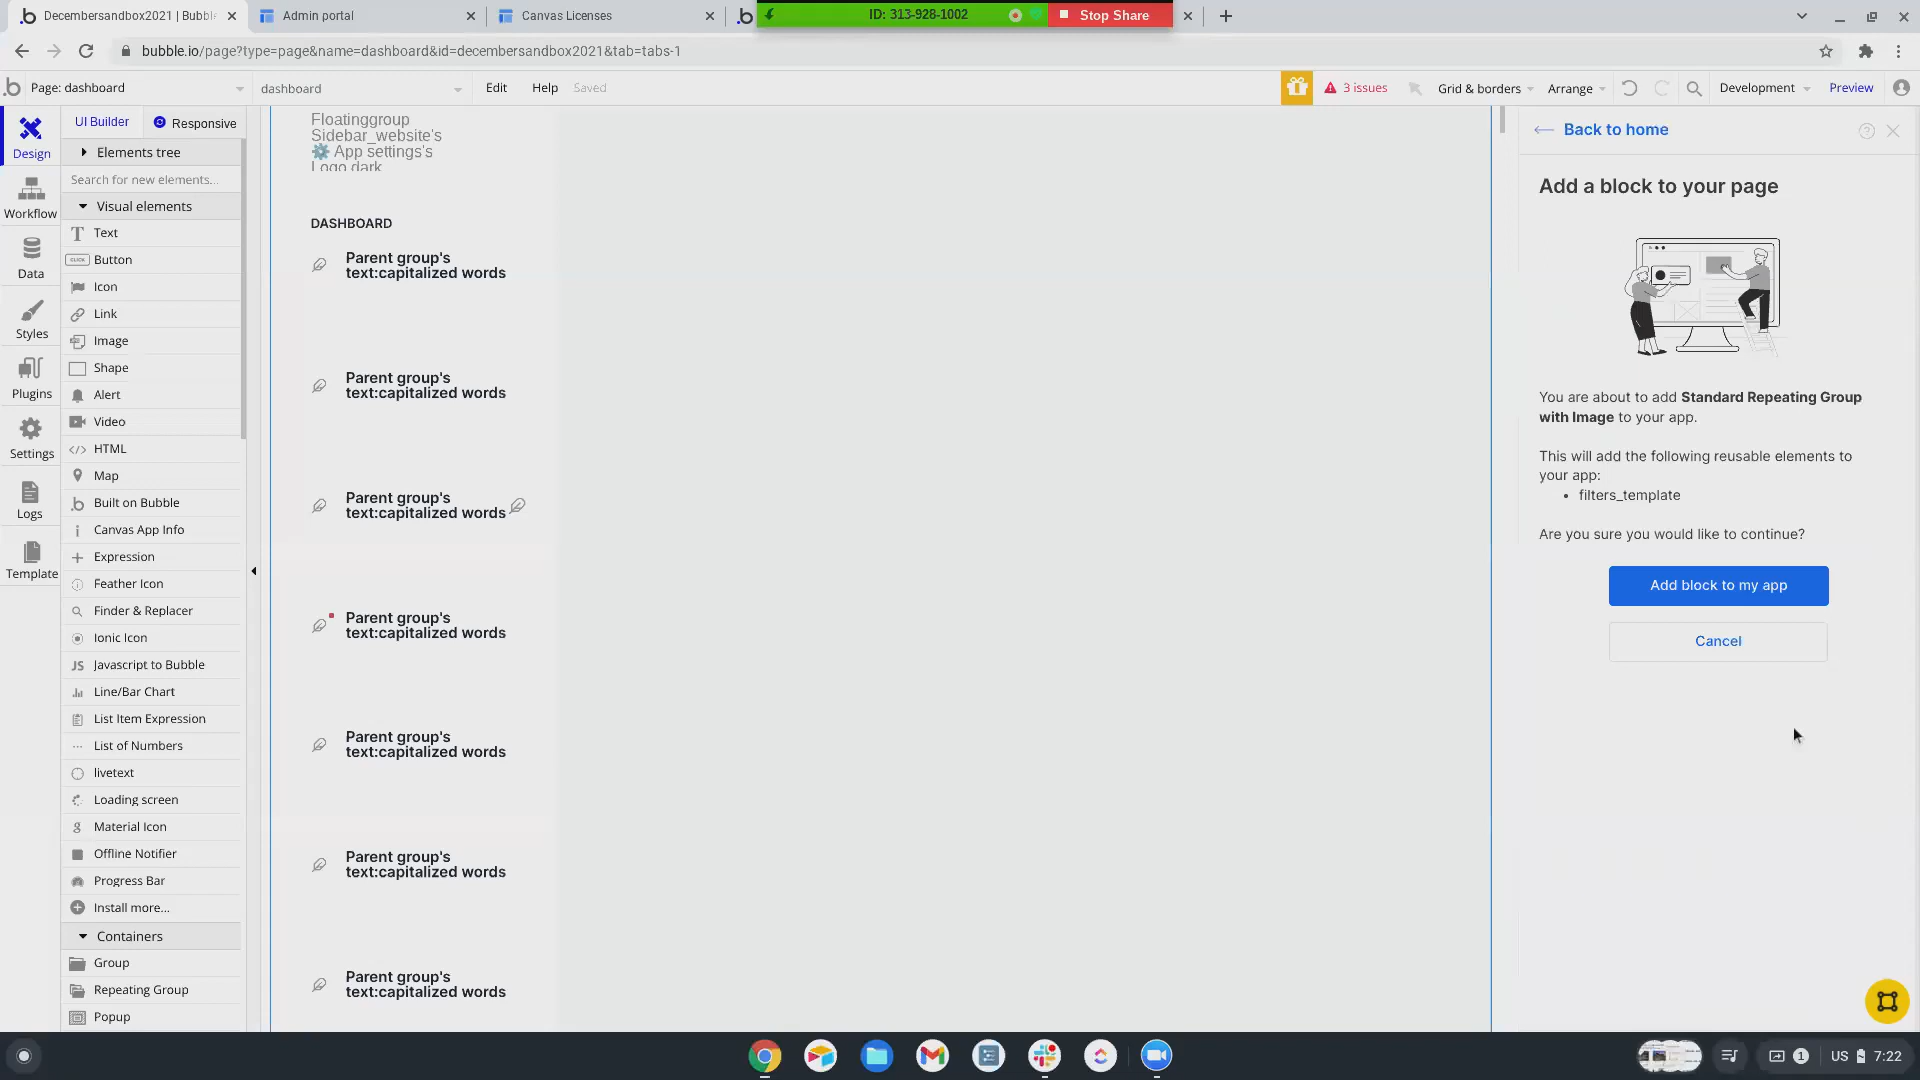 Decembersandbox2021 | Bubble
Admin portal
Canvas Licenses
ID: 313-928-1002
Stop Share
bubble.io/page?type=page&name=dashboard&id=decembersandbox2021&tab=tabs-1
Page: dashboard
dashboard
Edit
Help
Saved
3 issues
Grid & borders
Arrange
Development
Preview
Design
Workflow
Data
Styles
Plugins
Settings
Logs
Template
UI Builder
Responsive
Elements tree
Search for new elements...
Visual elements
Text
CLICK
Button
Icon
Link
Image
Shape
Alert
Video
HTML
Map
Built on Bubble
Canvas App Info
Expression
Feather Icon
Finder & Replacer
Ionic Icon
JS Javascript to Bubble
Line/Bar Chart
List Item Expression
List of Numbers
livetext
Loading screen
Material Icon
Offline Notifier
Progress Bar
Install more...
Containers
Group
Repeating Group
Popup
Floatinggroup
Sidebar_website's
App settings's
Logo dark
DASHBOARD
Parent group's
text:capitalized words
Parent group's
text:capitalized words
Parent group's
text:capitalized words
Parent group's
text:capitalized words
Parent group's
text:capitalized words
Parent group's
text:capitalized words
Parent group's
text:capitalized words
Back to home
Add a block to your page
You are about to add Standard Repeating Group
with Image to your app.
This will add the following reusable elements to
your app:
• filters_template
Are you sure you would like to continue?
Add block to my app
Cancel
1
US
7:22